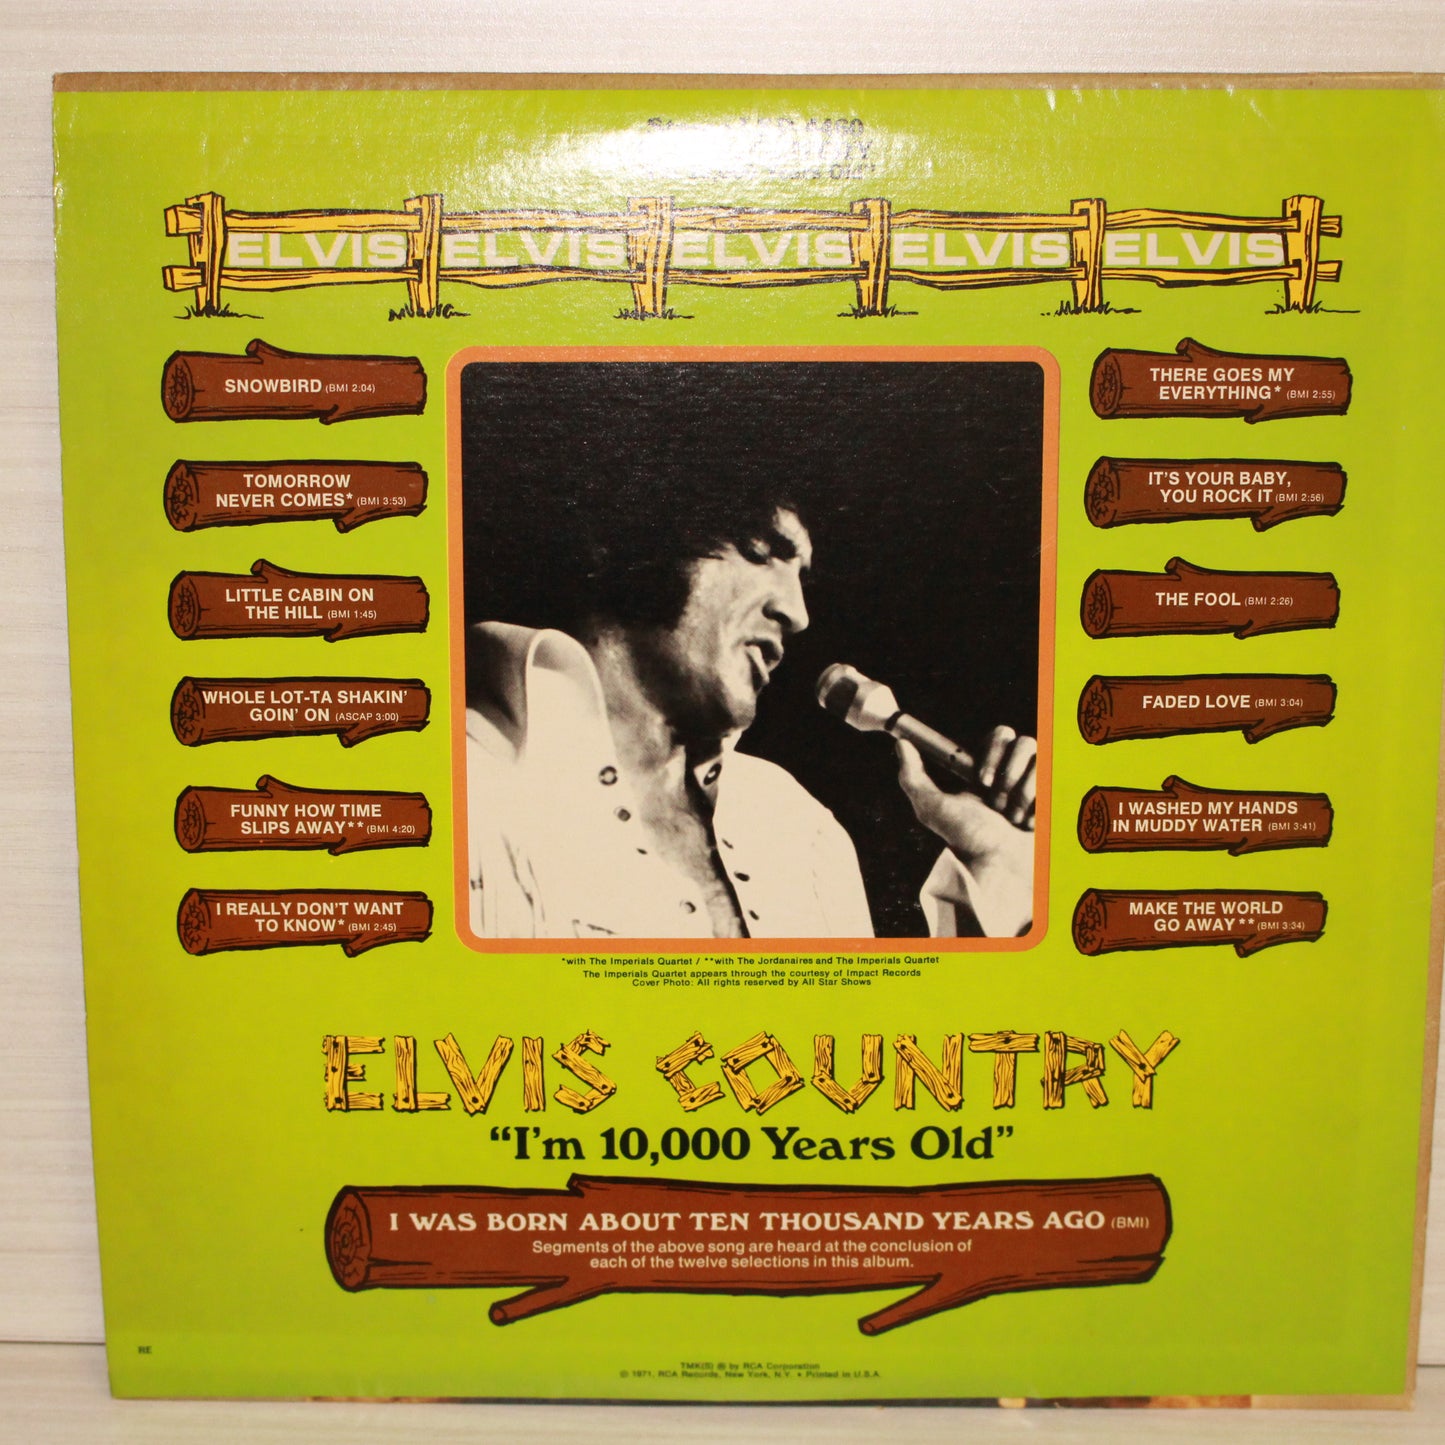 4460
Years Old"
ELVIS ELVIS ELVIS ELVIS ELVIS
SNOWBIRD (BMI 2:04)
TOMORROW
NEVER COMES* (BMI 3:53)
LITTLE CABIN ON
THE HILL (BMI 1:45)
WHOLE LOT-TA SHAKIN'
GOIN' ON (ASCAP 3:00)
FUNNY HOW TIME
SLIPS AWAY** (BMI 4:20)
I REALLY DON'T WANT
TO KNOW* (BMI 2:45)
THERE GOES MY
EVERYTHING* (BMI 2:55)
IT'S YOUR BABY,
YOU ROCK IT (BMI 2:56)
THE FOOL (BMI 2:26)
FADED LOVE (BMI 3:04)
I WASHED MY HANDS
IN MUDDY WATER (BMI 3:41)
MAKE THE WORLD
GO AWAY** (BMI 3:34)
*with The Imperials Quartet / **with The Jordanaires and The Imperials Quartet
The Imperials Quartet appears through the courtesy of Impact Records
Cover Photo: All rights reserved by All Star Shows
ELVIS COUNTRY
"I'm 10,000 Years Old"
I WAS BORN ABOUT TEN THOUSAND YEARS AGO (BMI)
Segments of the above song are heard at the conclusion of
each of the twelve selections in this album.
RE
TMK(S) ® by RCA Corporation
© 1971, RCA Records, New York, N.Y. • Printed in U.S.A.